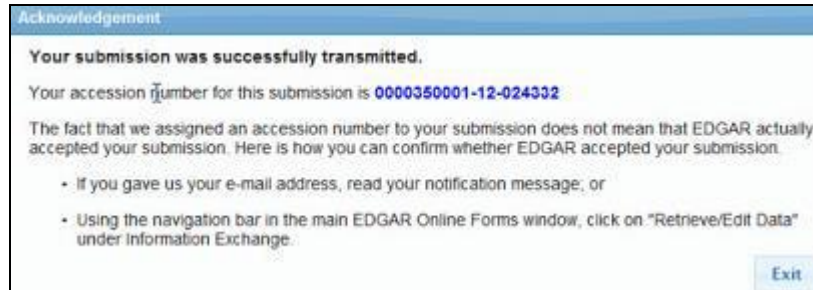 Acknowledgement
Your submission was successfully transmitted.
Your accession number for this submission is 0000350001-12-024332
The fact that we assigned an accession number to your submission does not mean that EDGAR actually
accepted your submission. Here is how you can confirm whether EDGAR accepted your submission.
• If you gave us your e-mail address, read your notification message; or
• Using the navigation bar in the main EDGAR Online Forms window, click on "Retrieve/Edit Data"
under Information Exchange.
Exit